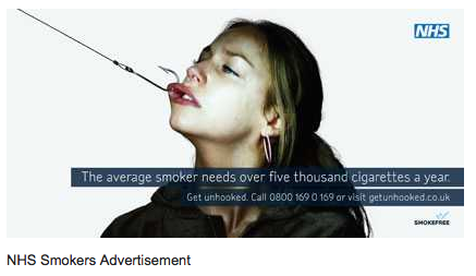 NHS
The average smoker needs over five thousand cigarettes a year.
Get unhooked. Call 0800 169 0 169 or visit getunhooked.co.uk
SMOKEFREE
NHS Smokers Advertisement